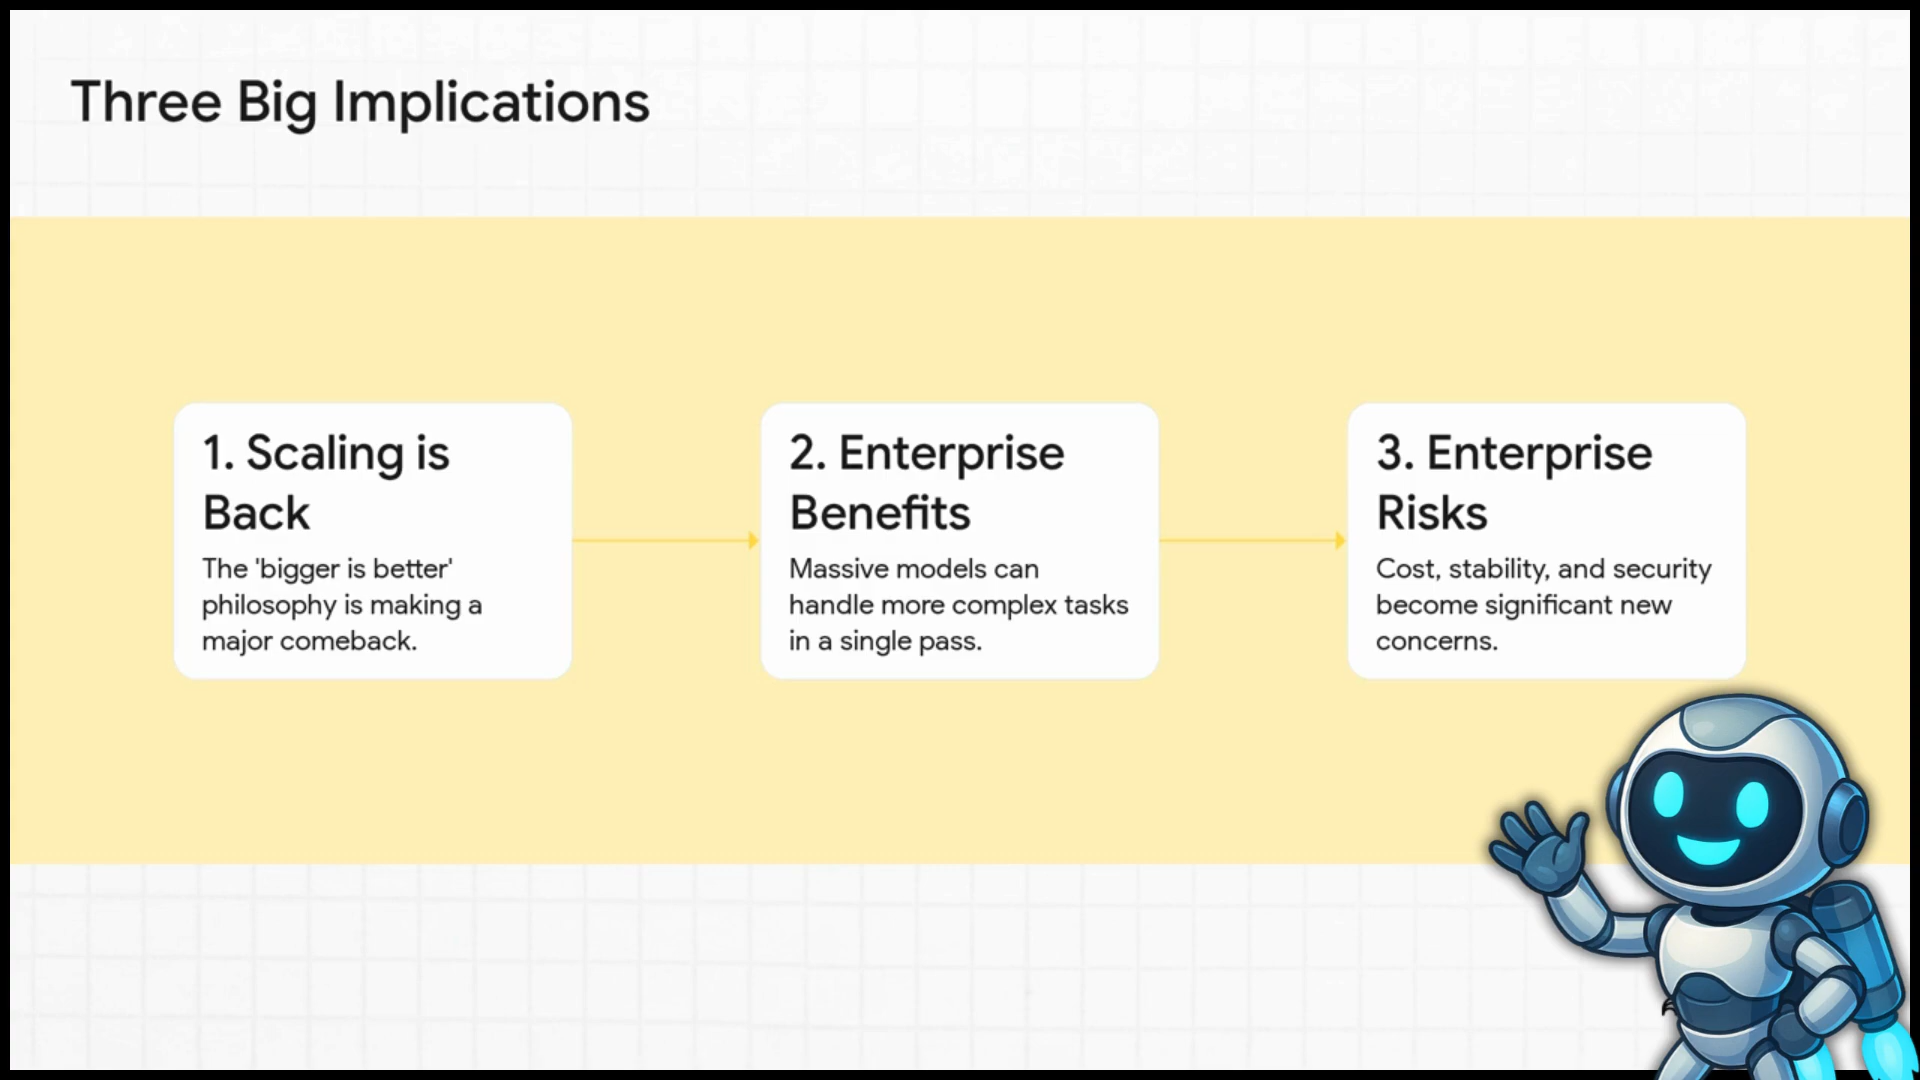 Three Big Implications
1. Scaling is
Back
The 'bigger is better'
philosophy is making a
major comeback.
2. Enterprise
Benefits
Massive models can
handle more complex tasks
in a single pass.
3. Enterprise
Risks
Cost, stability, and security
become significant new
concerns.